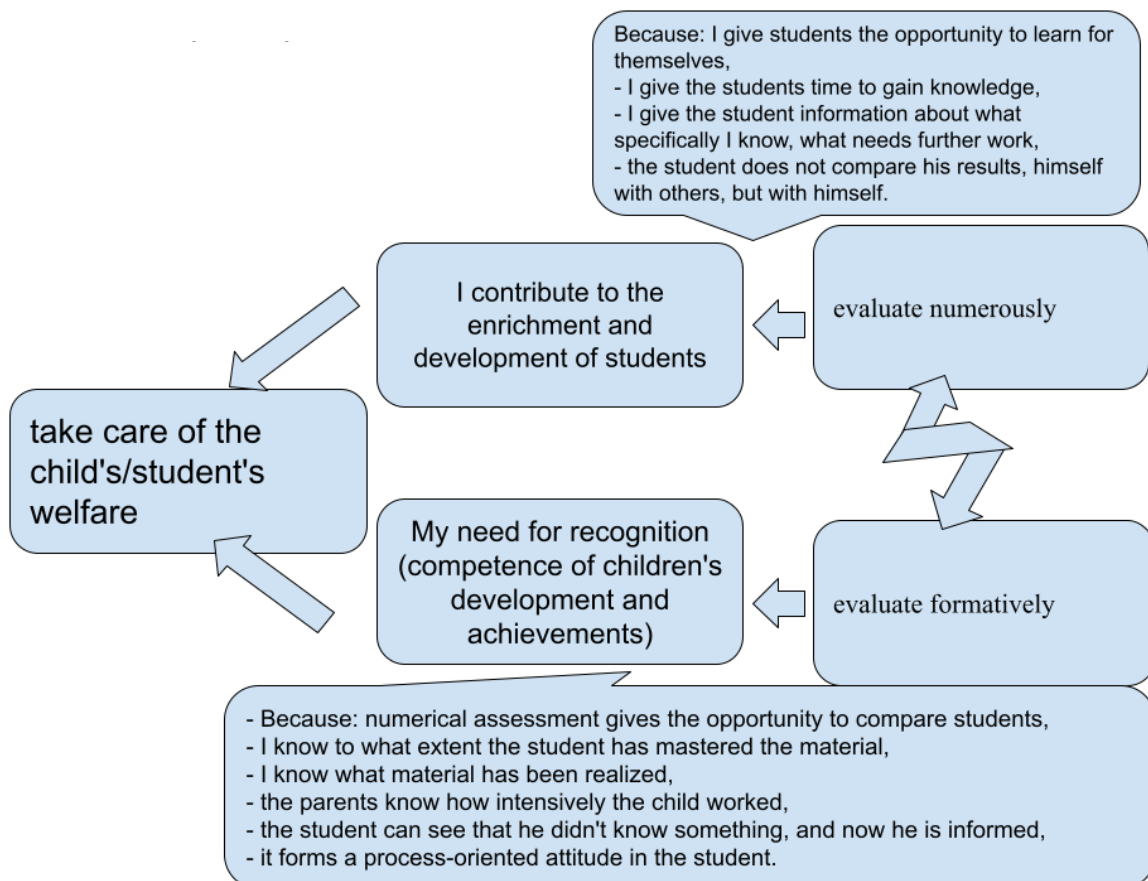 Because: I give students the opportunity to learn for
themselves,
- I give the students time to gain knowledge,
- I give the student information about what
specifically I know, what needs further work,
- the student does not compare his results, himself
with others, but with himself.
I contribute to the
enrichment and
development of students
evaluate numerously
take care of the
child's/student's
welfare
My need for recognition
(competence of children's
development and
achievements)
evaluate formatively
- Because: numerical assessment gives the opportunity to compare students,
- I know to what extent the student has mastered the material,
- I know what material has been realized,
- the parents know how intensively the child worked,
- the student can see that he didn't know something, and now he is informed,
- it forms a process-oriented attitude in the student.